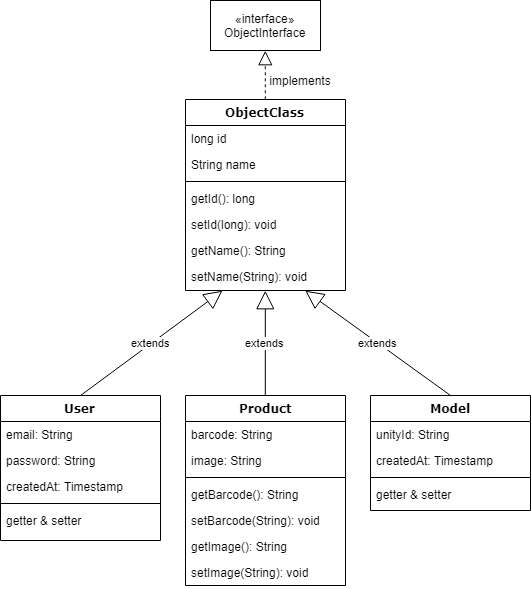 «interface»
ObjectInterface
implements
ObjectClass
long id
String name
getId(): long
setId(long): void
getName(): String
setName(String): void
extends
extends
extends
User
email: String
password: String
createdAt: Timestamp
getter & setter
Product
barcode: String
image: String
getBarcode(): String
setBarcode(String): void
getImage(): String
setImage(String): void
Model
unityId: String
createdAt: Timestamp
getter & setter